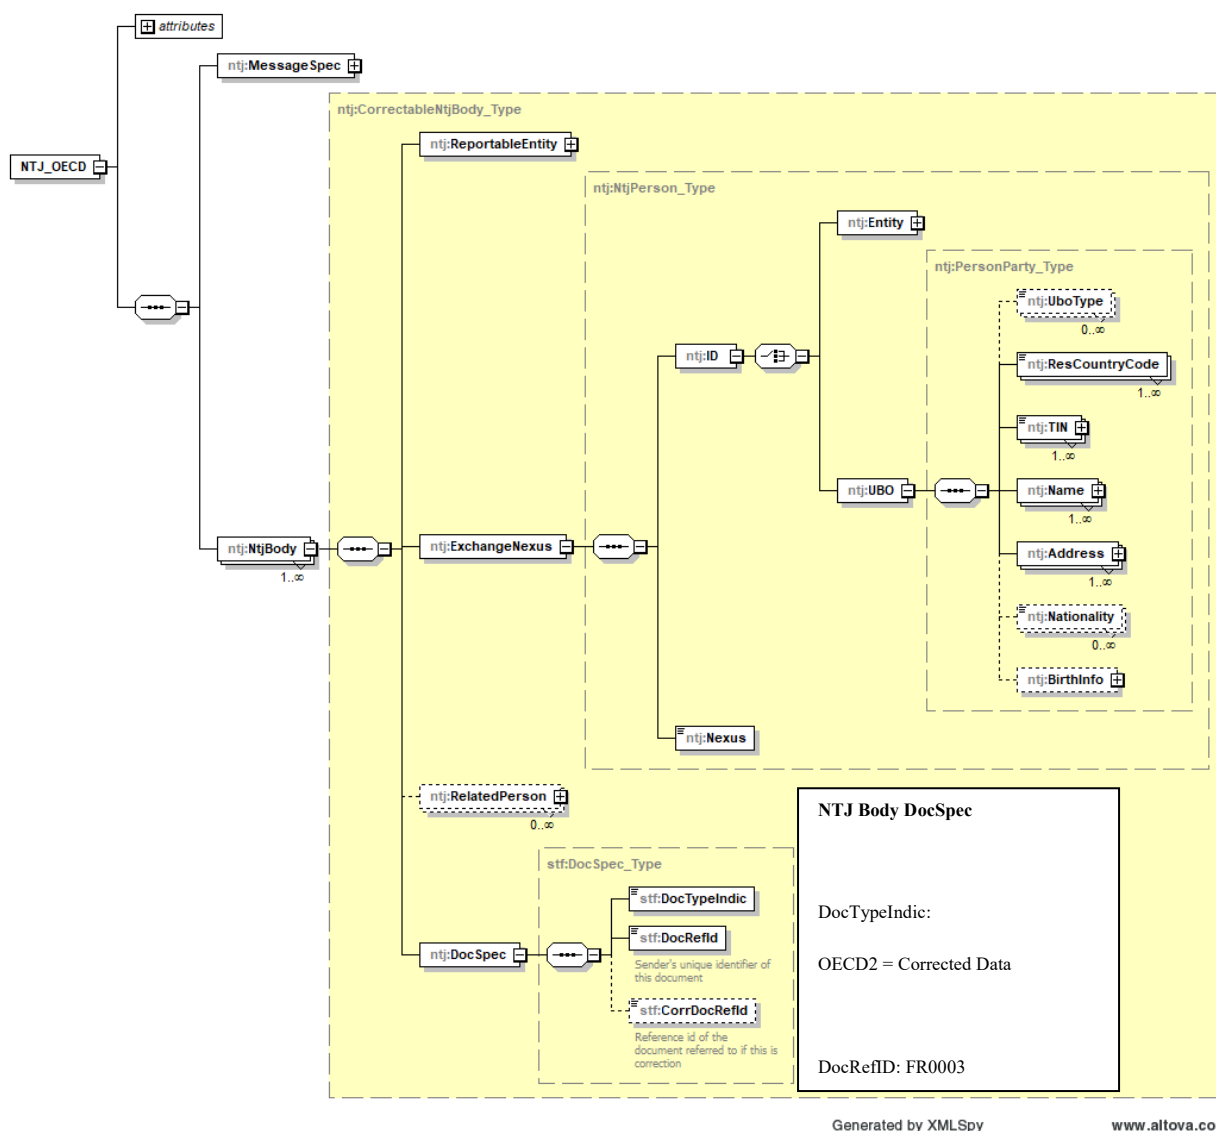 attributes
ntj:MessageSpec
ntj:CorrectableNtjBody_Type
ntj:ReportableEntity
NTJ_OECD
ntj:NtjPerson_Type
ntj:Entity
ntj:PersonParty_Type
ntj:UboType
0..∞
ntj:ResCountryCode
1..∞
ntj:ID
ntj:TIN
1..∞
ntj:UBO
ntj:Name
1..∞
ntj:NtjBody
1..∞
ntj:ExchangeNexus
ntj:Address
1..∞
ntj:Nationality
0..∞
ntj:BirthInfo
ntj:Nexus
ntj:RelatedPerson
0..∞
NTJ Body DocSpec
DocTypeIndic:
OECD2 = Corrected Data
DocRefID: FR0003
stf:DocSpec_Type
stf:DocTypeIndic
stf:DocRefId
Sender's unique identifier of
this document
ntj:DocSpec
stf:CorrDocRefId
Reference id of the
document referred to if this is
correction
Generated by XMLSpy
www.altova.co